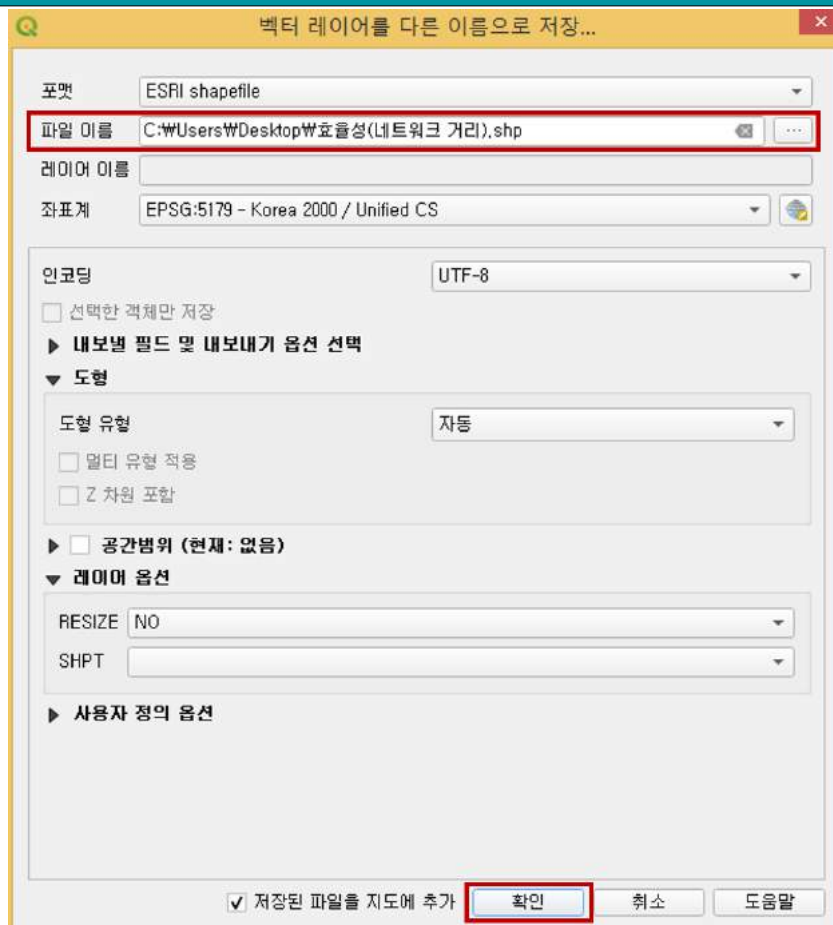 벡터 레이어를 다른 이름으로 저장...
포맷 ESRI shapefile
파일 이름 C:₩Users₩Desktop₩효율성(네트워크 거리).shp
레이어 이름
좌표계 EPSG:5179 - Korea 2000 / Unified CS
인코딩 UTF-8
선택한 객체만 저장
내보낼 필드 및 내보내기 옵션 선택
도형
도형 유형 자동
멀티 유형 적용
Z 차원 포함
공간범위 (현재: 없음)
레이어 옵션
RESIZE NO
SHPT
사용자 정의 옵션
저장된 파일을 지도에 추가 확인 취소 도움말